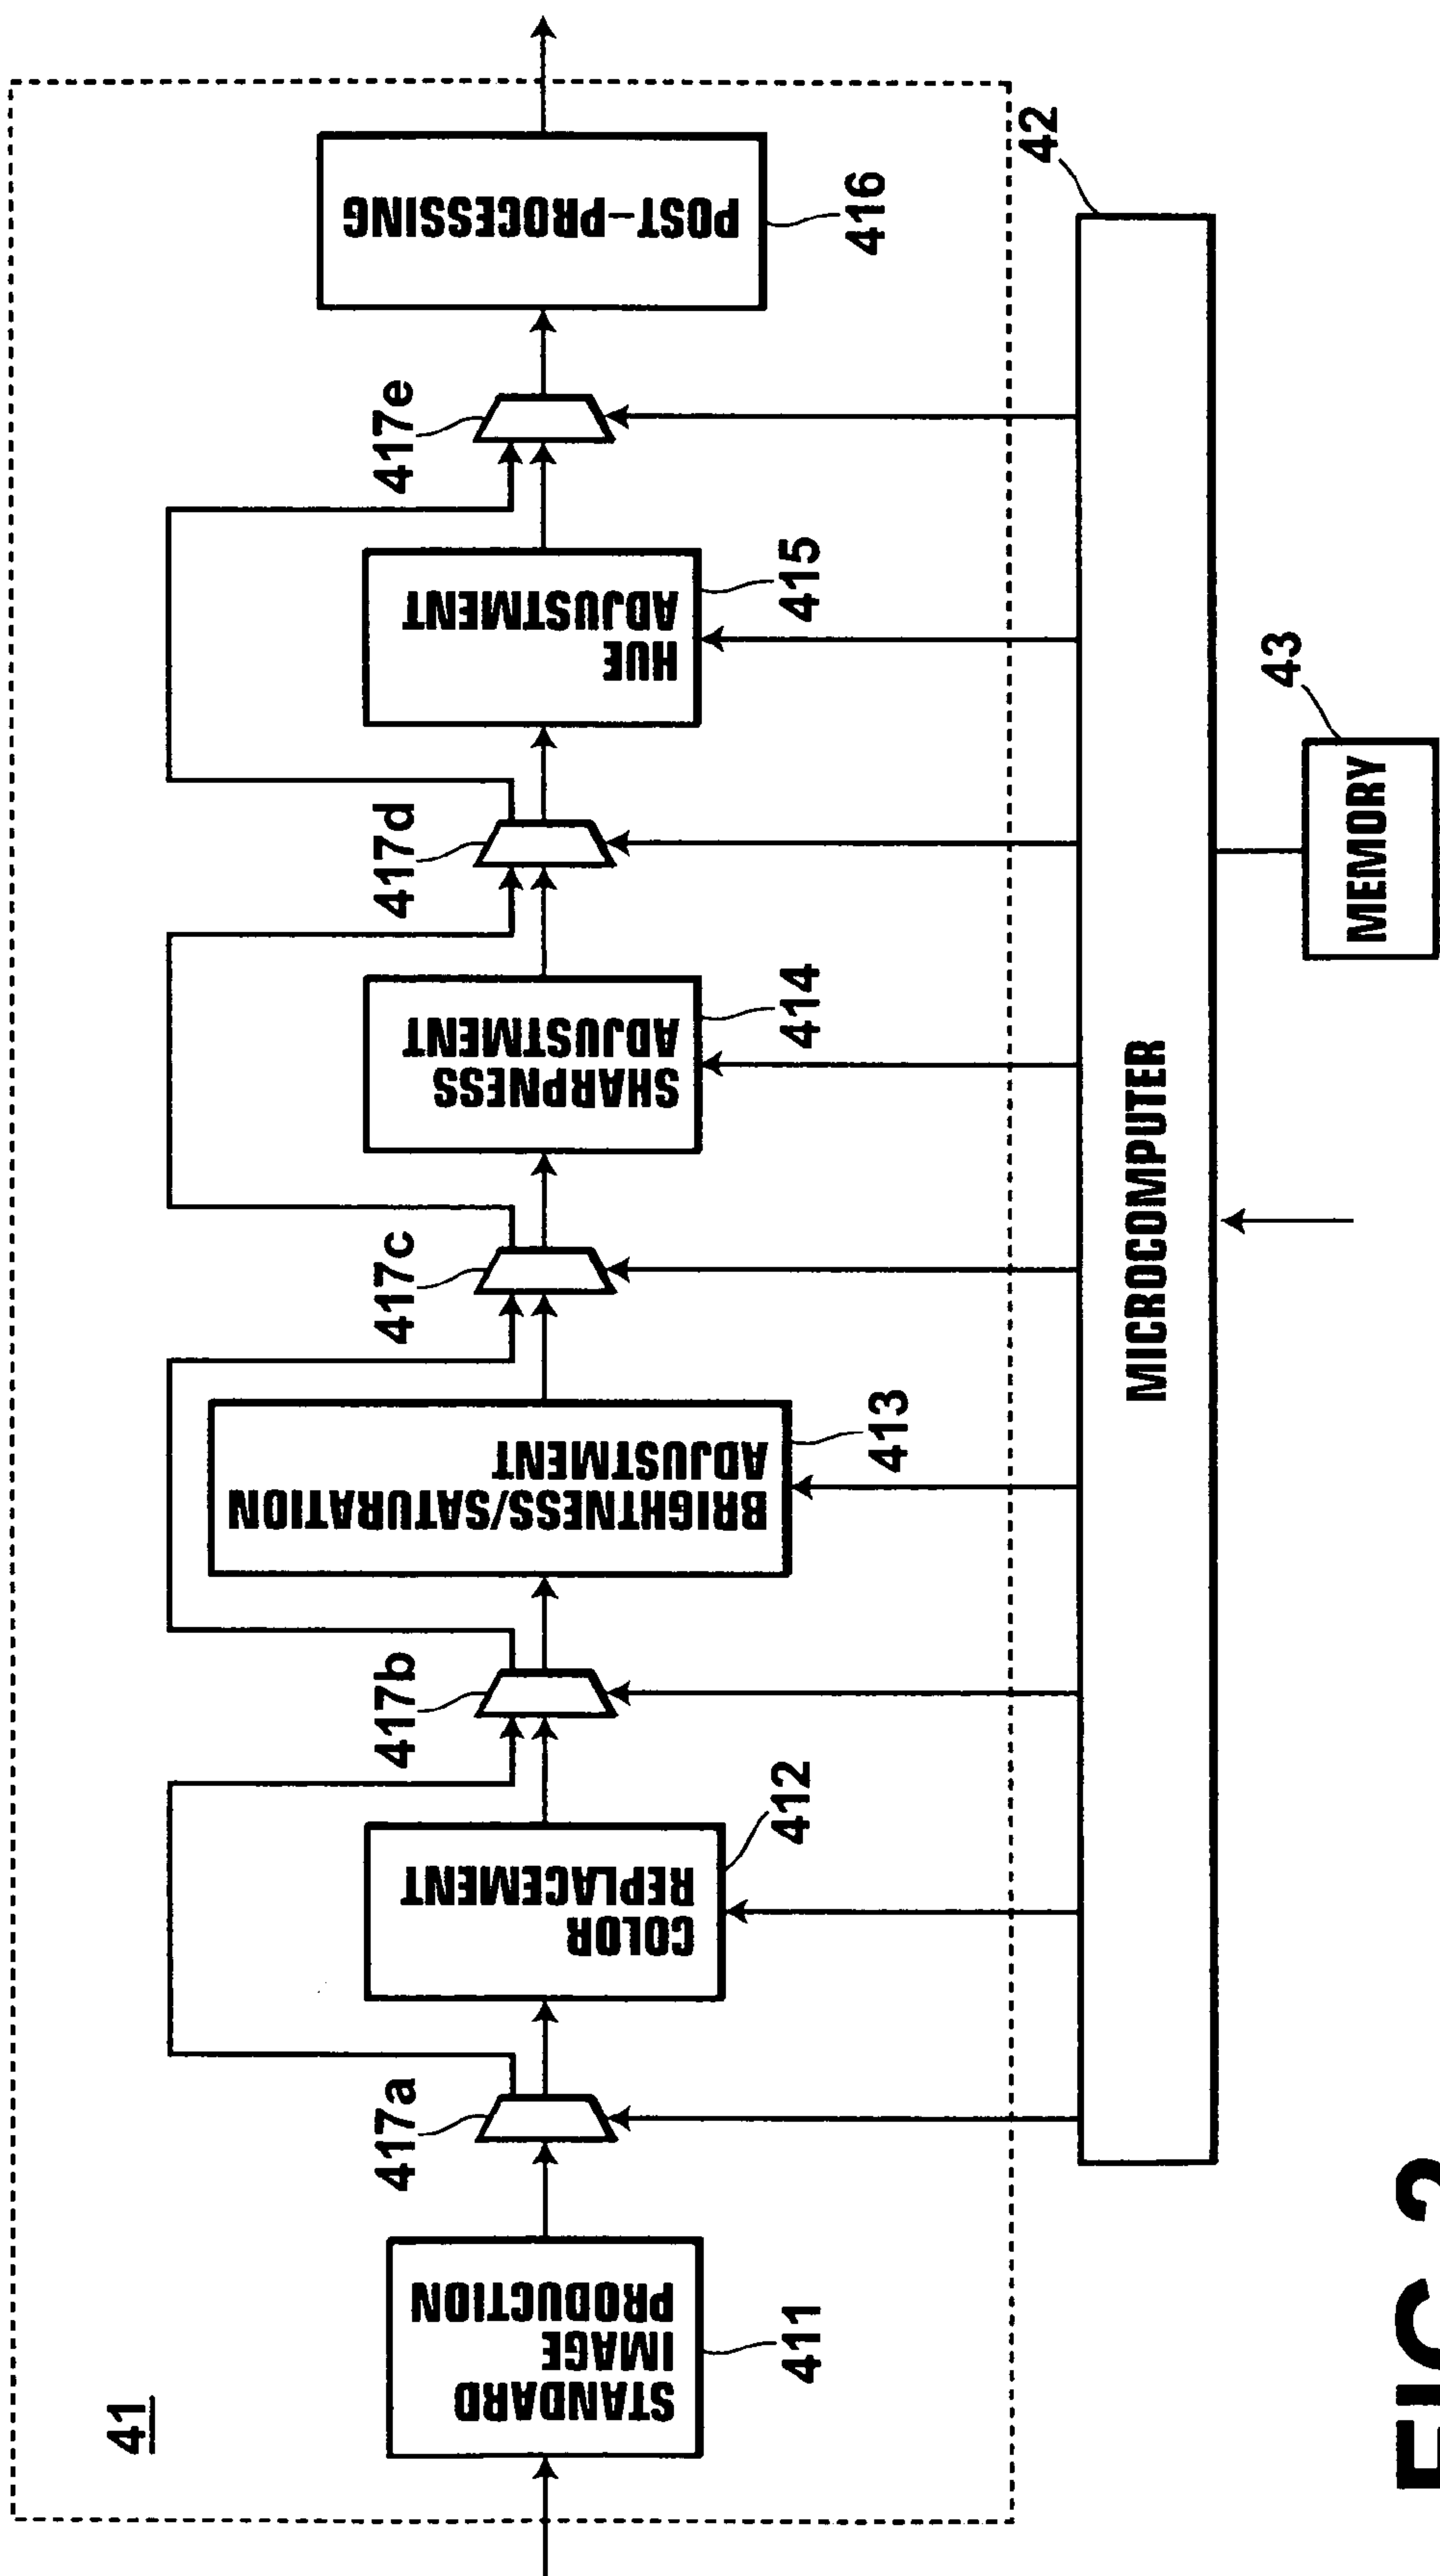 41
STANDARD
IMAGE
PRODUCTION
411
417a
COLOR
REPLACEMENT
412
417b
BRIGHTNESS/SATURATION
ADJUSTMENT
413
417c
SHARPNESS
ADJUSTMENT
414
417d
HUE
ADJUSTMENT
415
417e
POST-PROCESSING
416
MICROCOMPUTER
42
MEMORY
43